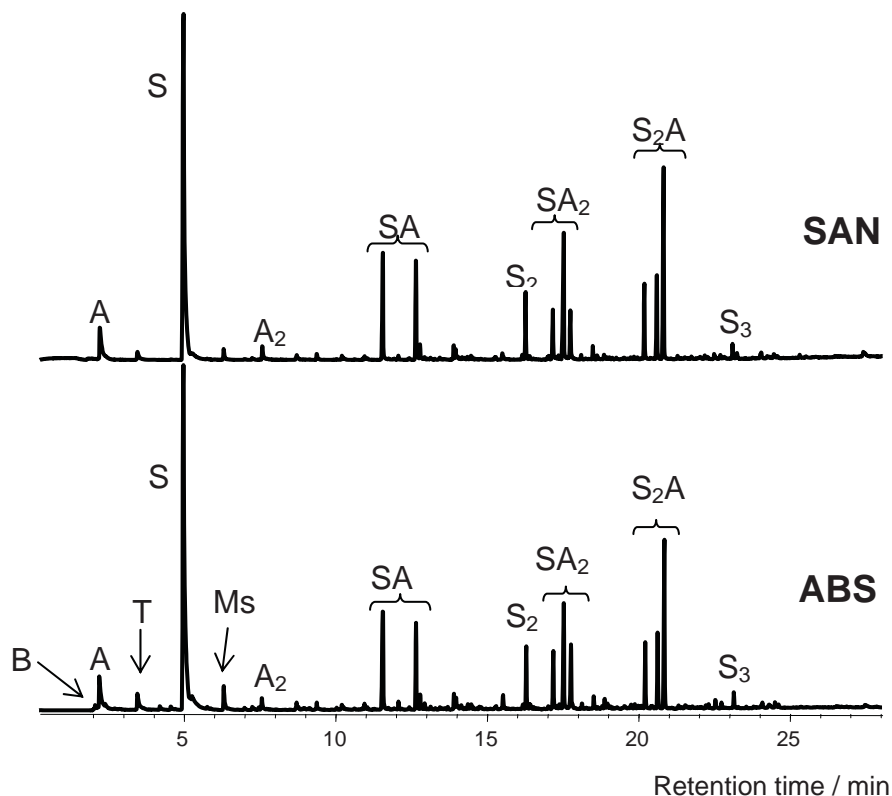 S
S₂A
SA₂
SAN
SA
S₂
A
A₂
S₃
S
S₂A
SA₂
ABS
SA
Ms
T
S₂
B
A
A₂
S₃
5 10 15 20 25
Retention time / min